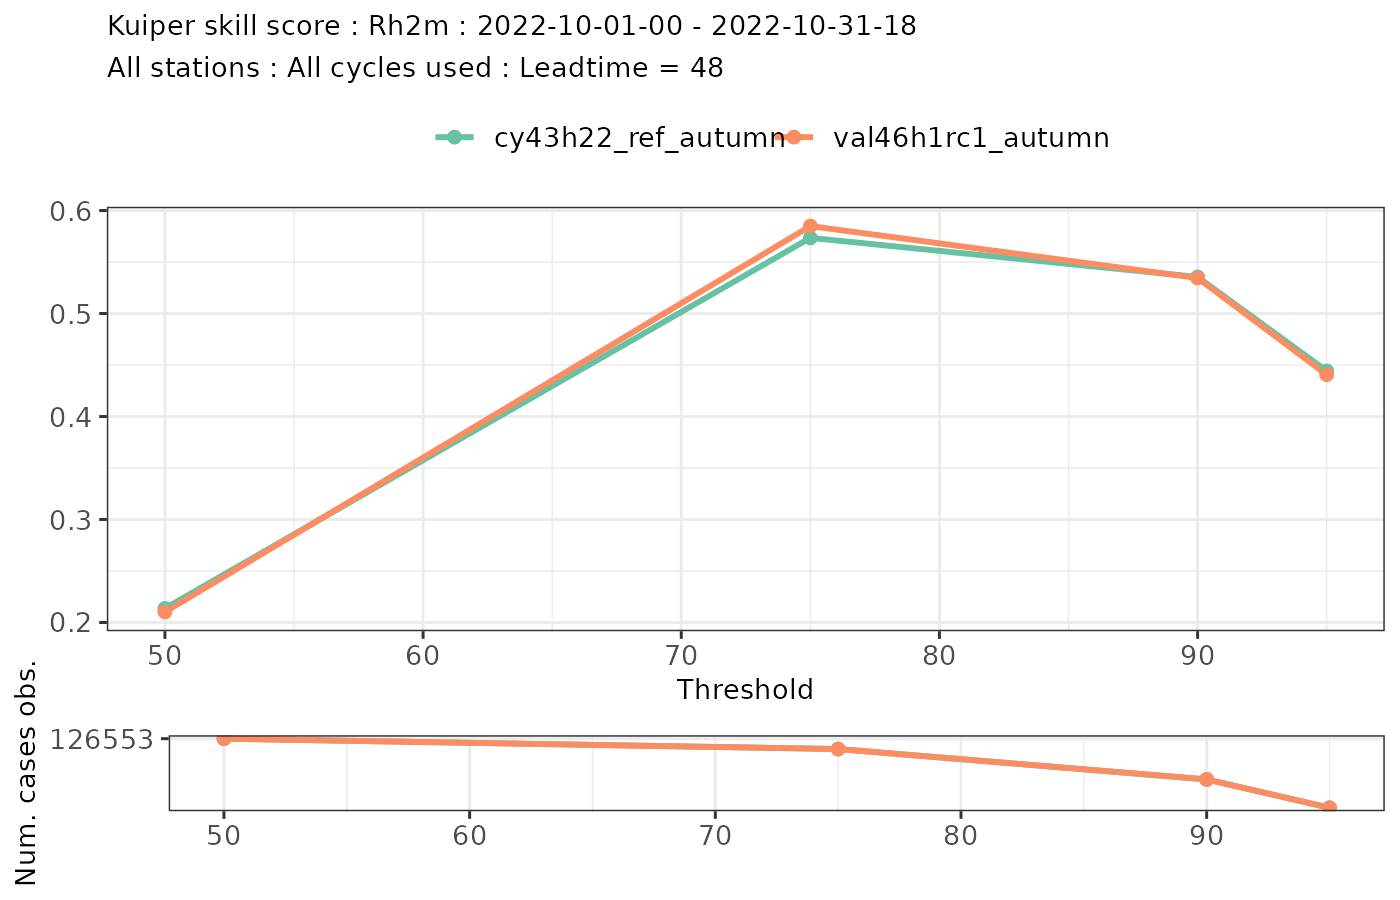 Kuiper skill score : Rh2m : 2022-10-01-00 - 2022-10-31-18
All stations : All cycles used : Leadtime = 48
cy43h22_ref_autumn val46h1rc1_autumn
0.6
0.5
0.4
0.3
0.2
50 60 70 80 90
Threshold
Num. cases obs.
126553
50 60 70 80 90